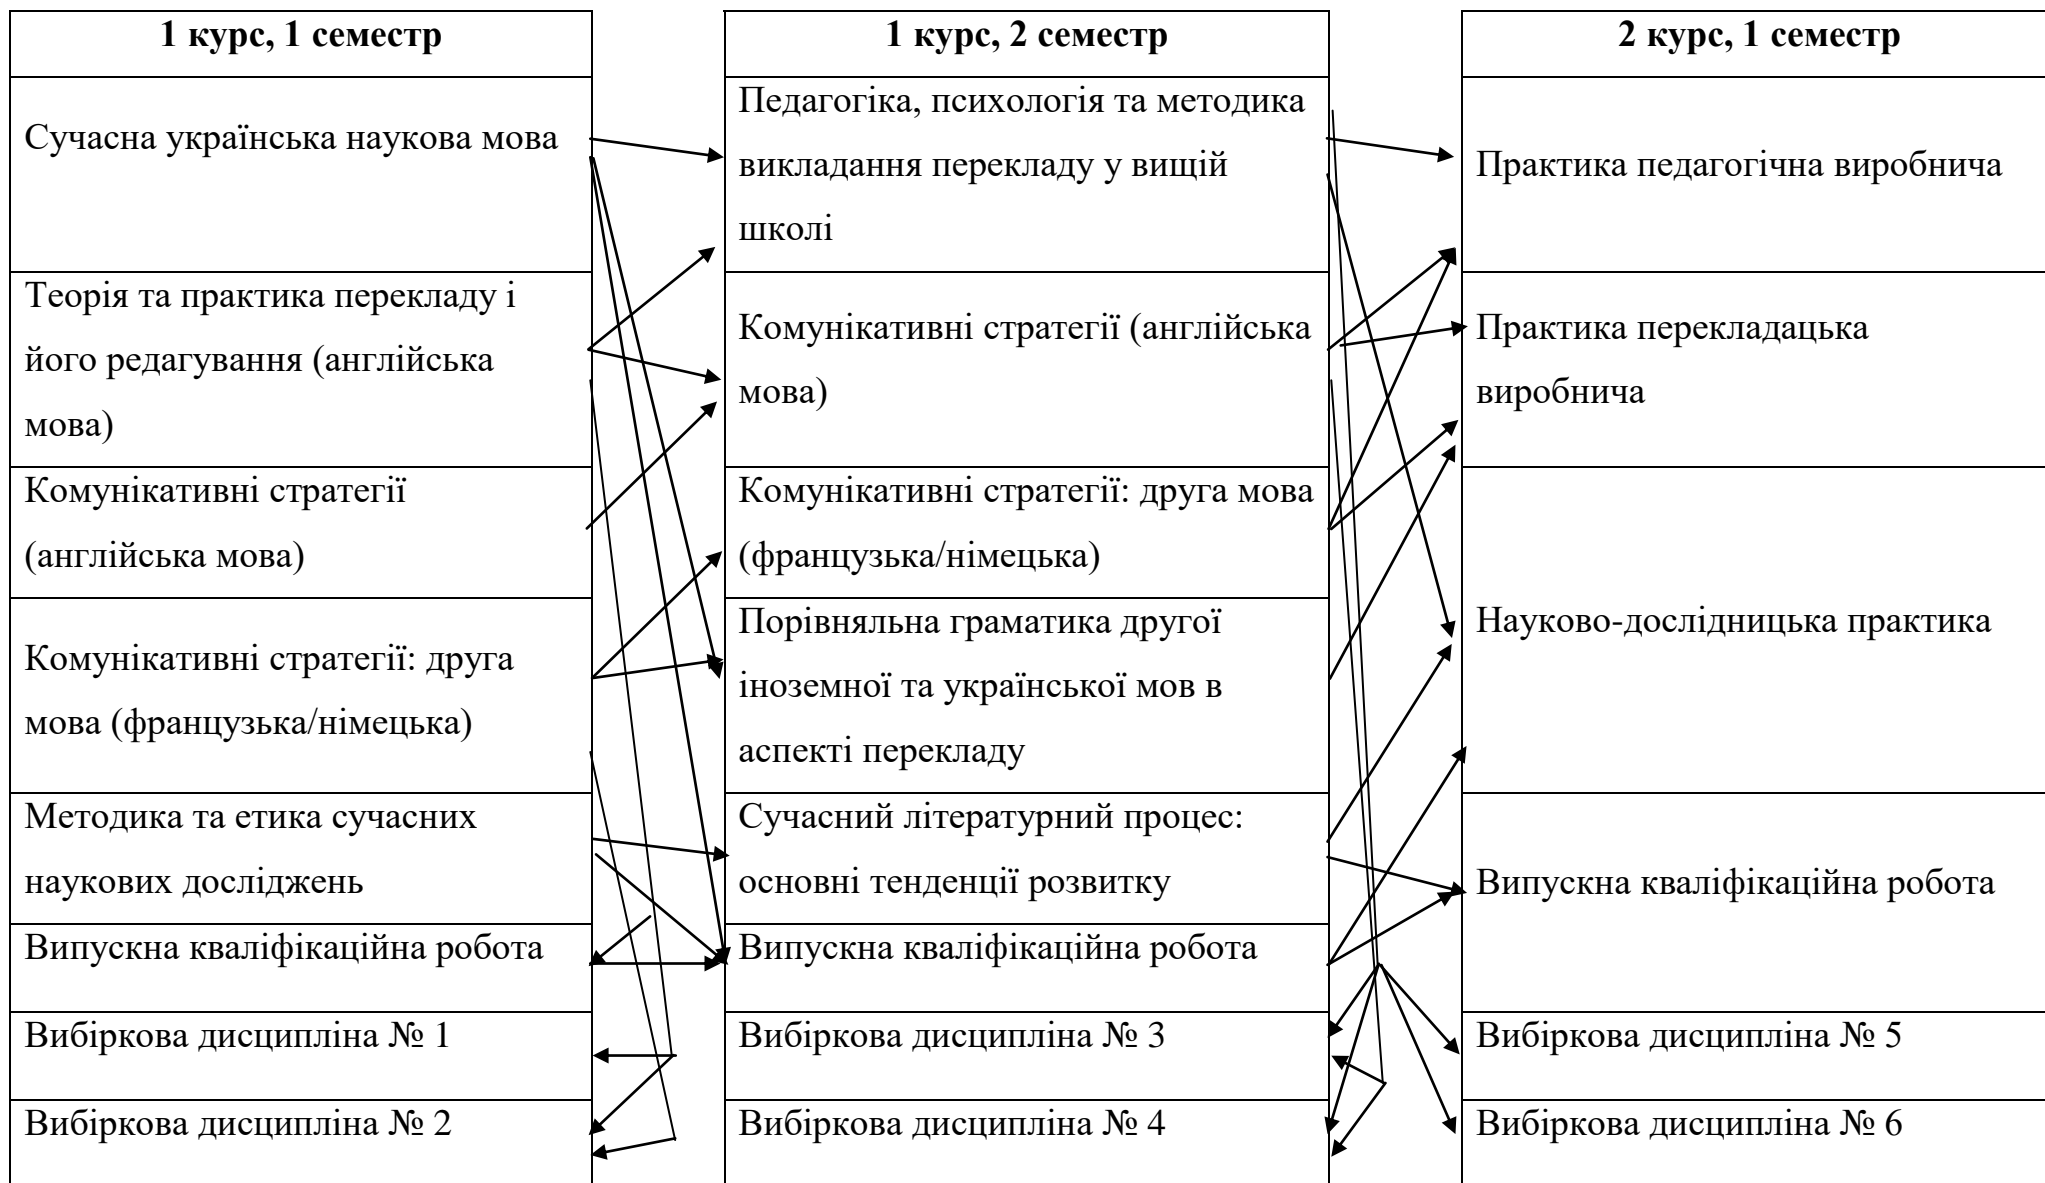 1 курс, 1 семестр
Сучасна українська наукова мова
Теорія та практика перекладу і
його редагування (англійська
мова)
Комунікативні стратегії
(англійська мова)
Комунікативні стратегії: друга
мова (французька/німецька)
Методика та етика сучасних
наукових досліджень
Випускна кваліфікаційна робота
Вибіркова дисципліна № 1
Вибіркова дисципліна № 2
1 курс, 2 семестр
Педагогіка, психологія та методика
викладання перекладу у вищій
школі
Комунікативні стратегії (англійська
мова)
Комунікативні стратегії: друга мова
(французька/німецька)
Порівняльна граматика другої
іноземної та української мов в
аспекті перекладу
Сучасний літературний процес:
основні тенденції розвитку
Випускна кваліфікаційна робота
Вибіркова дисципліна № 3
Вибіркова дисципліна № 4
2 курс, 1 семестр
Практика педагогічна виробнича
Практика перекладацька
виробнича
Науково-дослідницька практика
Випускна кваліфікаційна робота
Вибіркова дисципліна № 5
Вибіркова дисципліна № 6